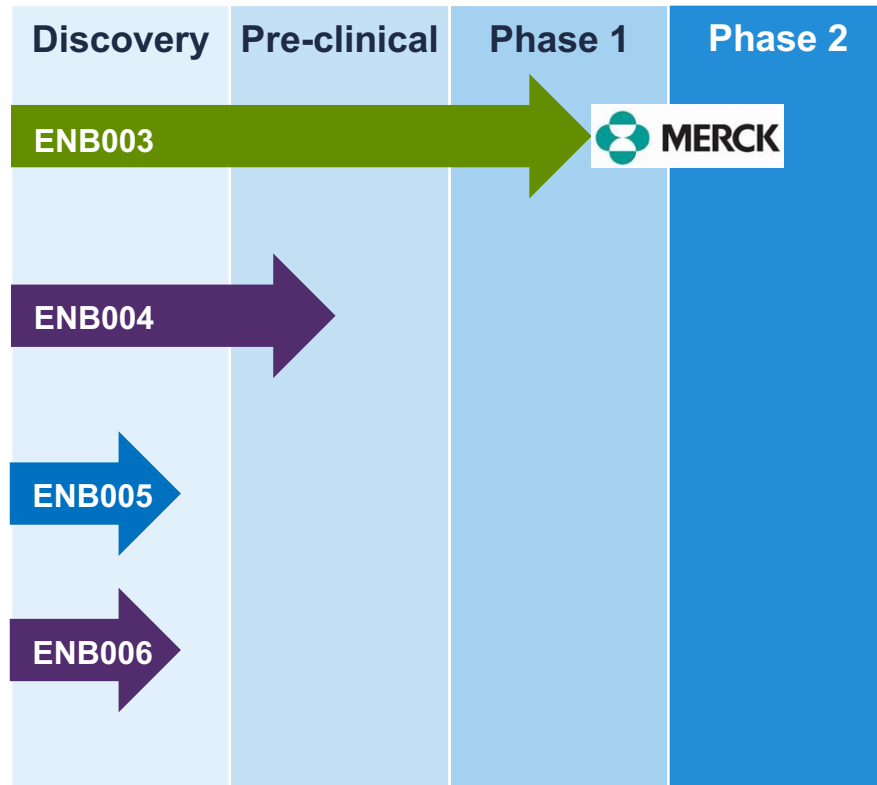 Discovery Pre-clinical Phase 1 Phase 2
ENB003 MERCK
ENB004
ENB005
ENB006